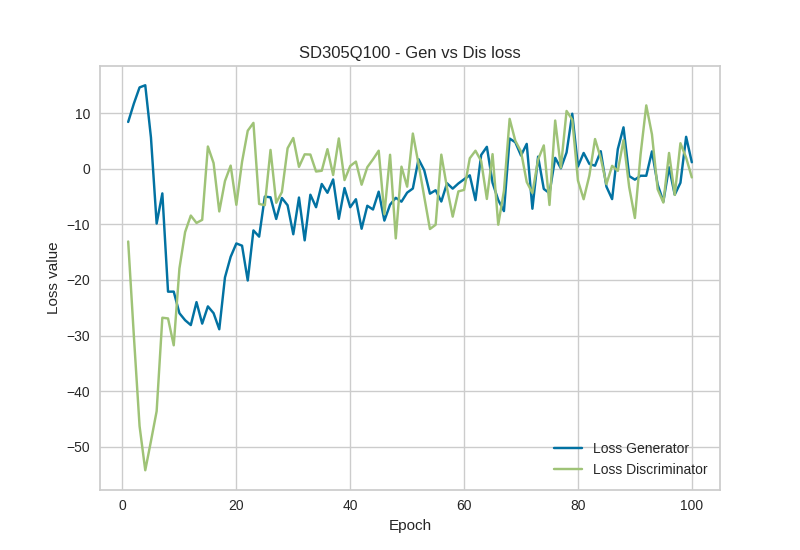 SD305Q100 - Gen vs Dis loss
10
0
−10
−20
−30
−40
−50
Loss value
0 20 40 60 80 100
Epoch
Loss Generator
Loss Discriminator